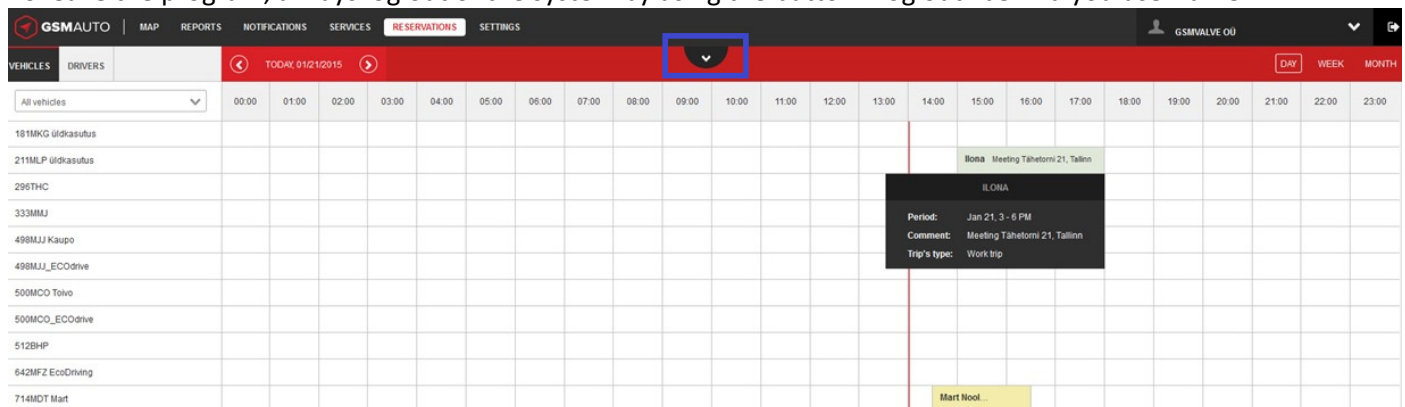 GSMAUTO MAP REPORTS NOTIFICATIONS SERVICES RESERVATIONS SETTINGS GSMVALVE OÜ
VEHICLES DRIVERS TODAY, 01/21/2015 DAY WEEK MONTH
All vehicles 00:00 01:00 02:00 03:00 04:00 05:00 06:00 07:00 08:00 09:00 10:00 11:00 12:00 13:00 14:00 15:00 16:00 17:00 18:00 19:00 20:00 21:00 22:00 23:00
181MKG üldkasutus
211MLP üldkasutus Ilona Meeting Tähetorni 21, Tallinn
296THC ILONA
333MMJ Period: Jan 21, 3 - 6 PM
498MJJ Kaupo Comment: Meeting Tähetorni 21, Tallinn
Trip's type: Work trip
498MJJ_ECOdrive
500MCO Toivo
500MCO_ECOdrive
512BHP
642MFZ EcoDriving
714MDT Mart Mart Nool...